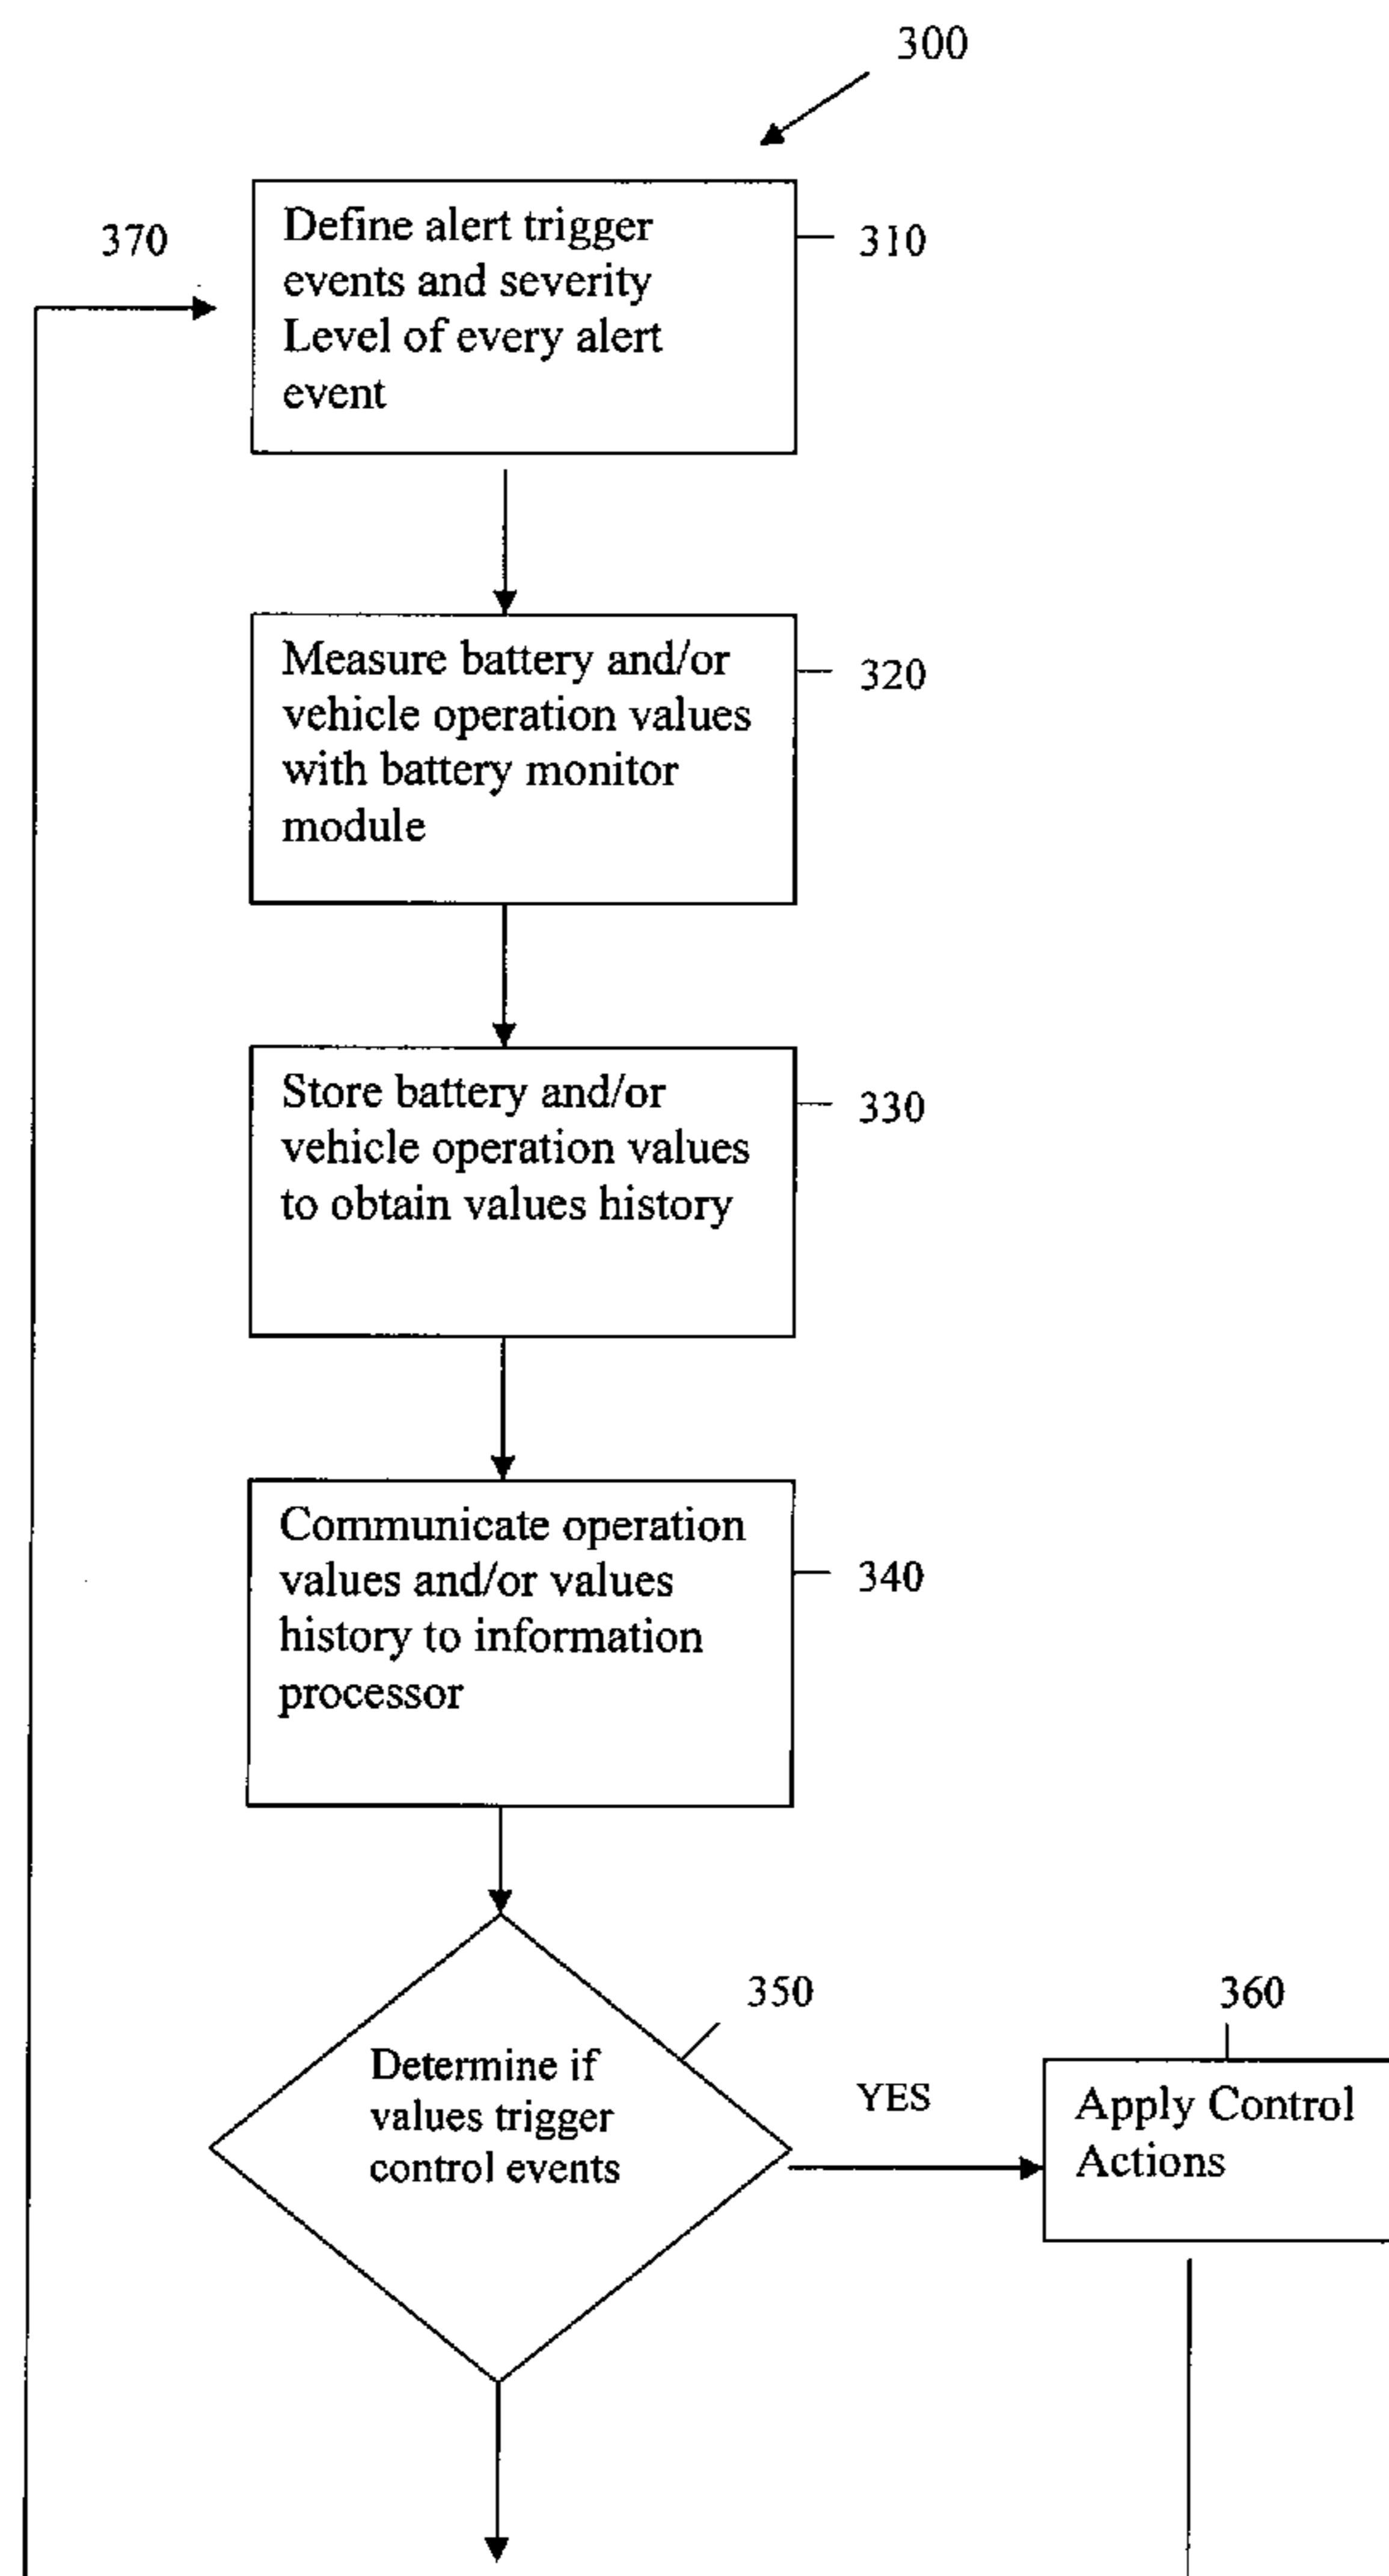 300
370
Define alert trigger
events and severity
Level of every alert
event
310
Measure battery and/or
vehicle operation values
with battery monitor
module
320
Store battery and/or
vehicle operation values
to obtain values history
330
Communicate operation
values and/or values
history to information
processor
340
350
Determine if
values trigger
control events
YES
360
Apply Control
Actions